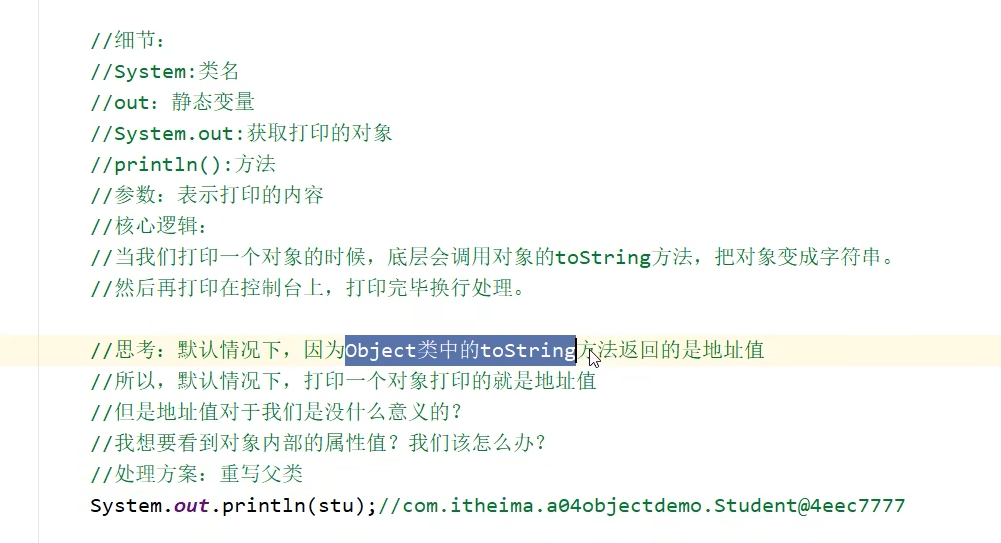 //细节：
//System:类名
//out：静态变量
//System.out:获取打印的对象
//println():方法
//参数：表示打印的内容
//核心逻辑：
//当我们打印一个对象的时候，底层会调用对象的toString方法，把对象变成字符串。
//然后再打印在控制台上，打印完毕换行处理。
//思考：默认情况下，因为Object类中的toString方法返回的是地址值
//所以，默认情况下，打印一个对象打印的就是地址值
//但是地址值对于我们是没什么意义的？
//我想要看到对象内部的属性值？我们该怎么办？
//处理方案：重写父类
System.out.println(stu);//com.itheima.a04objectdemo.Student@4eec7777